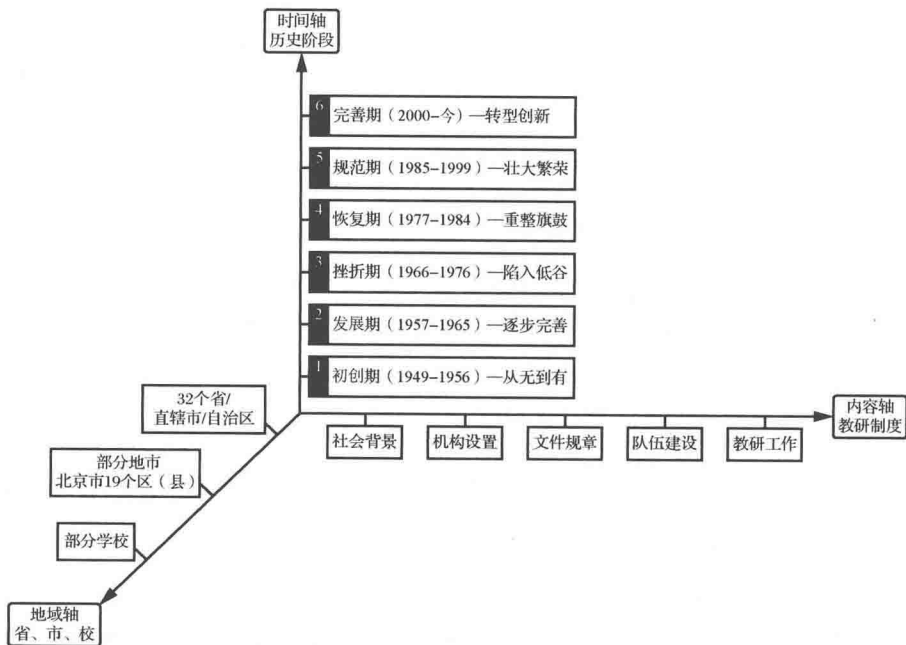 时间轴
历史阶段
6 完善期（2000-今）—转型创新
5 规范期（1985-1999）—壮大繁荣
4 恢复期（1977-1984）—重整旗鼓
3 挫折期（1966-1976）—陷入低谷
2 发展期（1957-1965）—逐步完善
1 初创期（1949-1956）—从无到有
32个省/
直辖市/自治区
内容轴
教研制度
社会背景
机构设置
文件规章
队伍建设
教研工作
部分地市
北京市19个区（县）
部分学校
地域轴
省、市、校